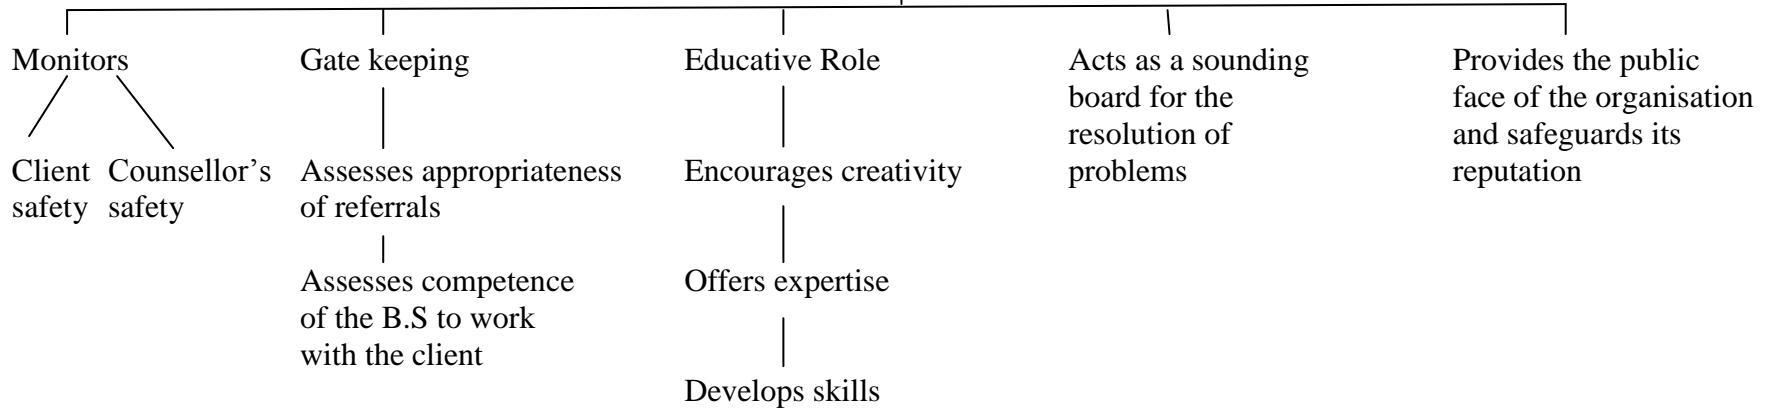 Monitors
Client
safety
Counsellor’s
safety
Gate keeping
Assesses appropriateness
of referrals
Assesses competence
of the B.S to work
with the client
Educative Role
Encourages creativity
Offers expertise
Develops skills
Acts as a sounding
board for the
resolution of
problems
Provides the public
face of the organisation
and safeguards its
reputation